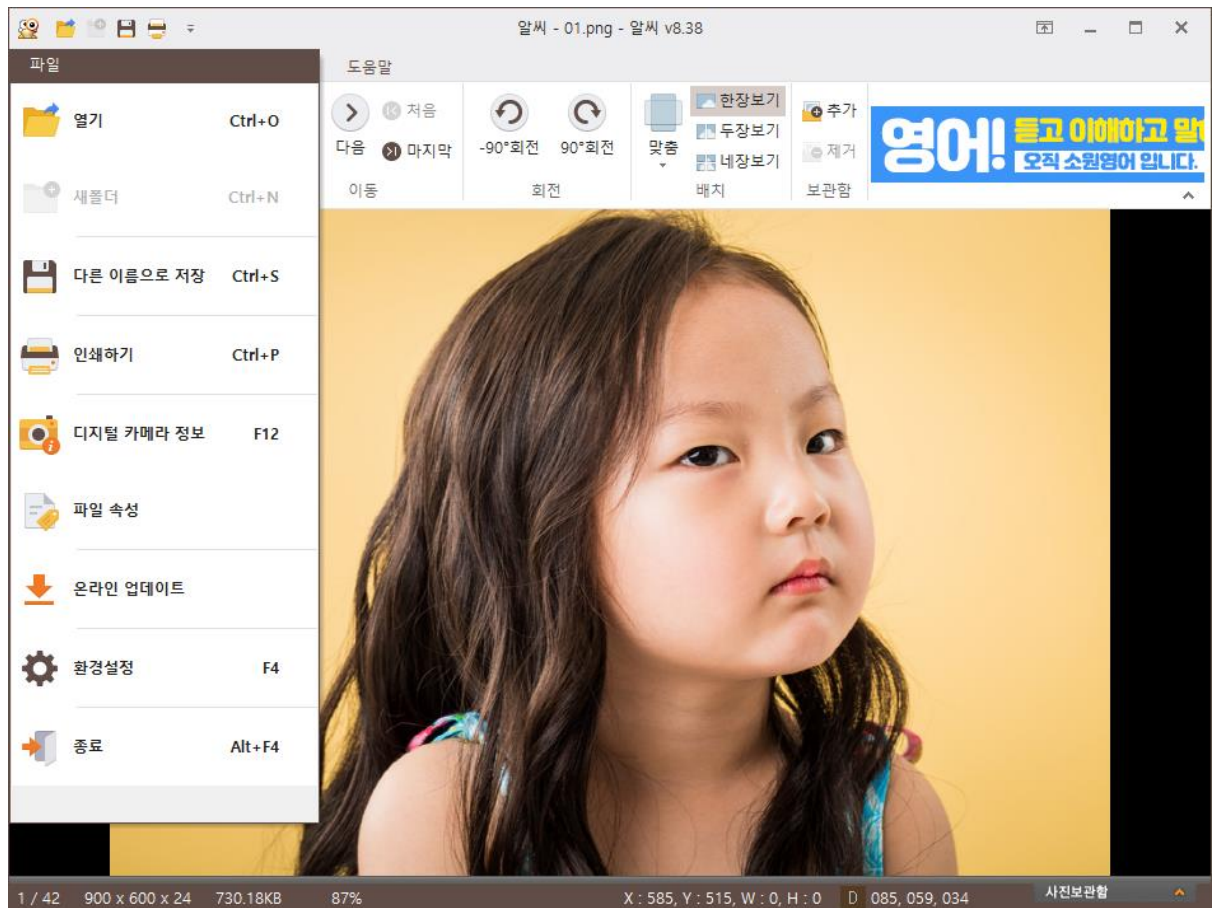 알씨 - 01.png - 알씨 v8.38
파일
도움말
열기 Ctrl+O
새폴더 Ctrl+N
다른 이름으로 저장 Ctrl+S
인쇄하기 Ctrl+P
디지털 카메라 정보 F12
파일 속성
온라인 업데이트
환경설정 F4
종료 Alt+F4
다음
처음
마지막
이동
-90°회전
90°회전
회전
맞춤
한장보기
두장보기
네장보기
배치
추가
제거
보관함
영어!
듣고 이해하고
오직 소원영어 입니다.
1 / 42 900 x 600 x 24 730.18KB 87% X : 585, Y : 515, W : 0, H : 0 D 085, 059, 034 사진보관함